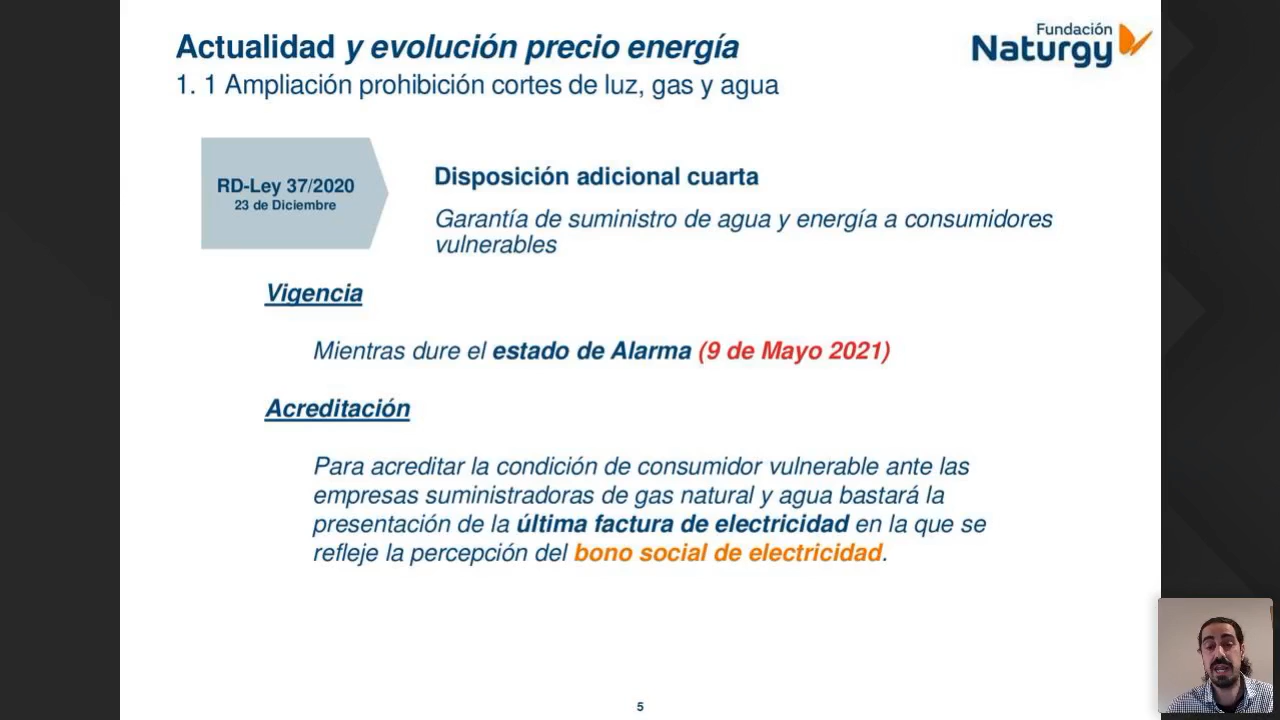 Actualidad y evolución precio energía
1. 1 Ampliación prohibición cortes de luz, gas y agua
Fundación
Naturgy
RD-Ley 37/2020
23 de Diciembre
Disposición adicional cuarta
Garantía de suministro de agua y energía a consumidores
vulnerables
Vigencia
Mientras dure el estado de Alarma (9 de Mayo 2021)
Acreditación
Para acreditar la condición de consumidor vulnerable ante las
empresas suministradoras de gas natural y agua bastará la
presentación de la última factura de electricidad en la que se
refleje la percepción del bono social de electricidad.
5